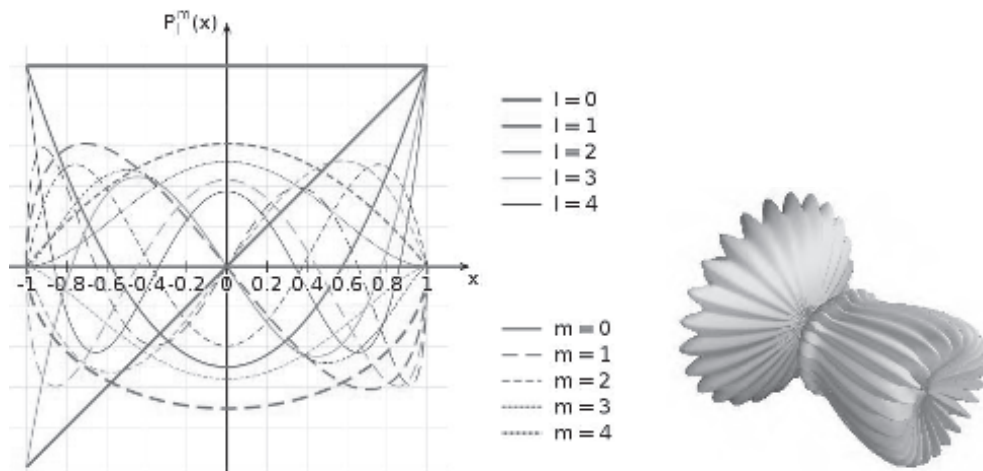 P_l^m(x)
l = 0
l = 1
l = 2
l = 3
l = 4
-1 -0.8 -0.6 -0.4 -0.2 0 0.2 0.4 0.6 0.8 1 x
m = 0
m = 1
m = 2
m = 3
m = 4